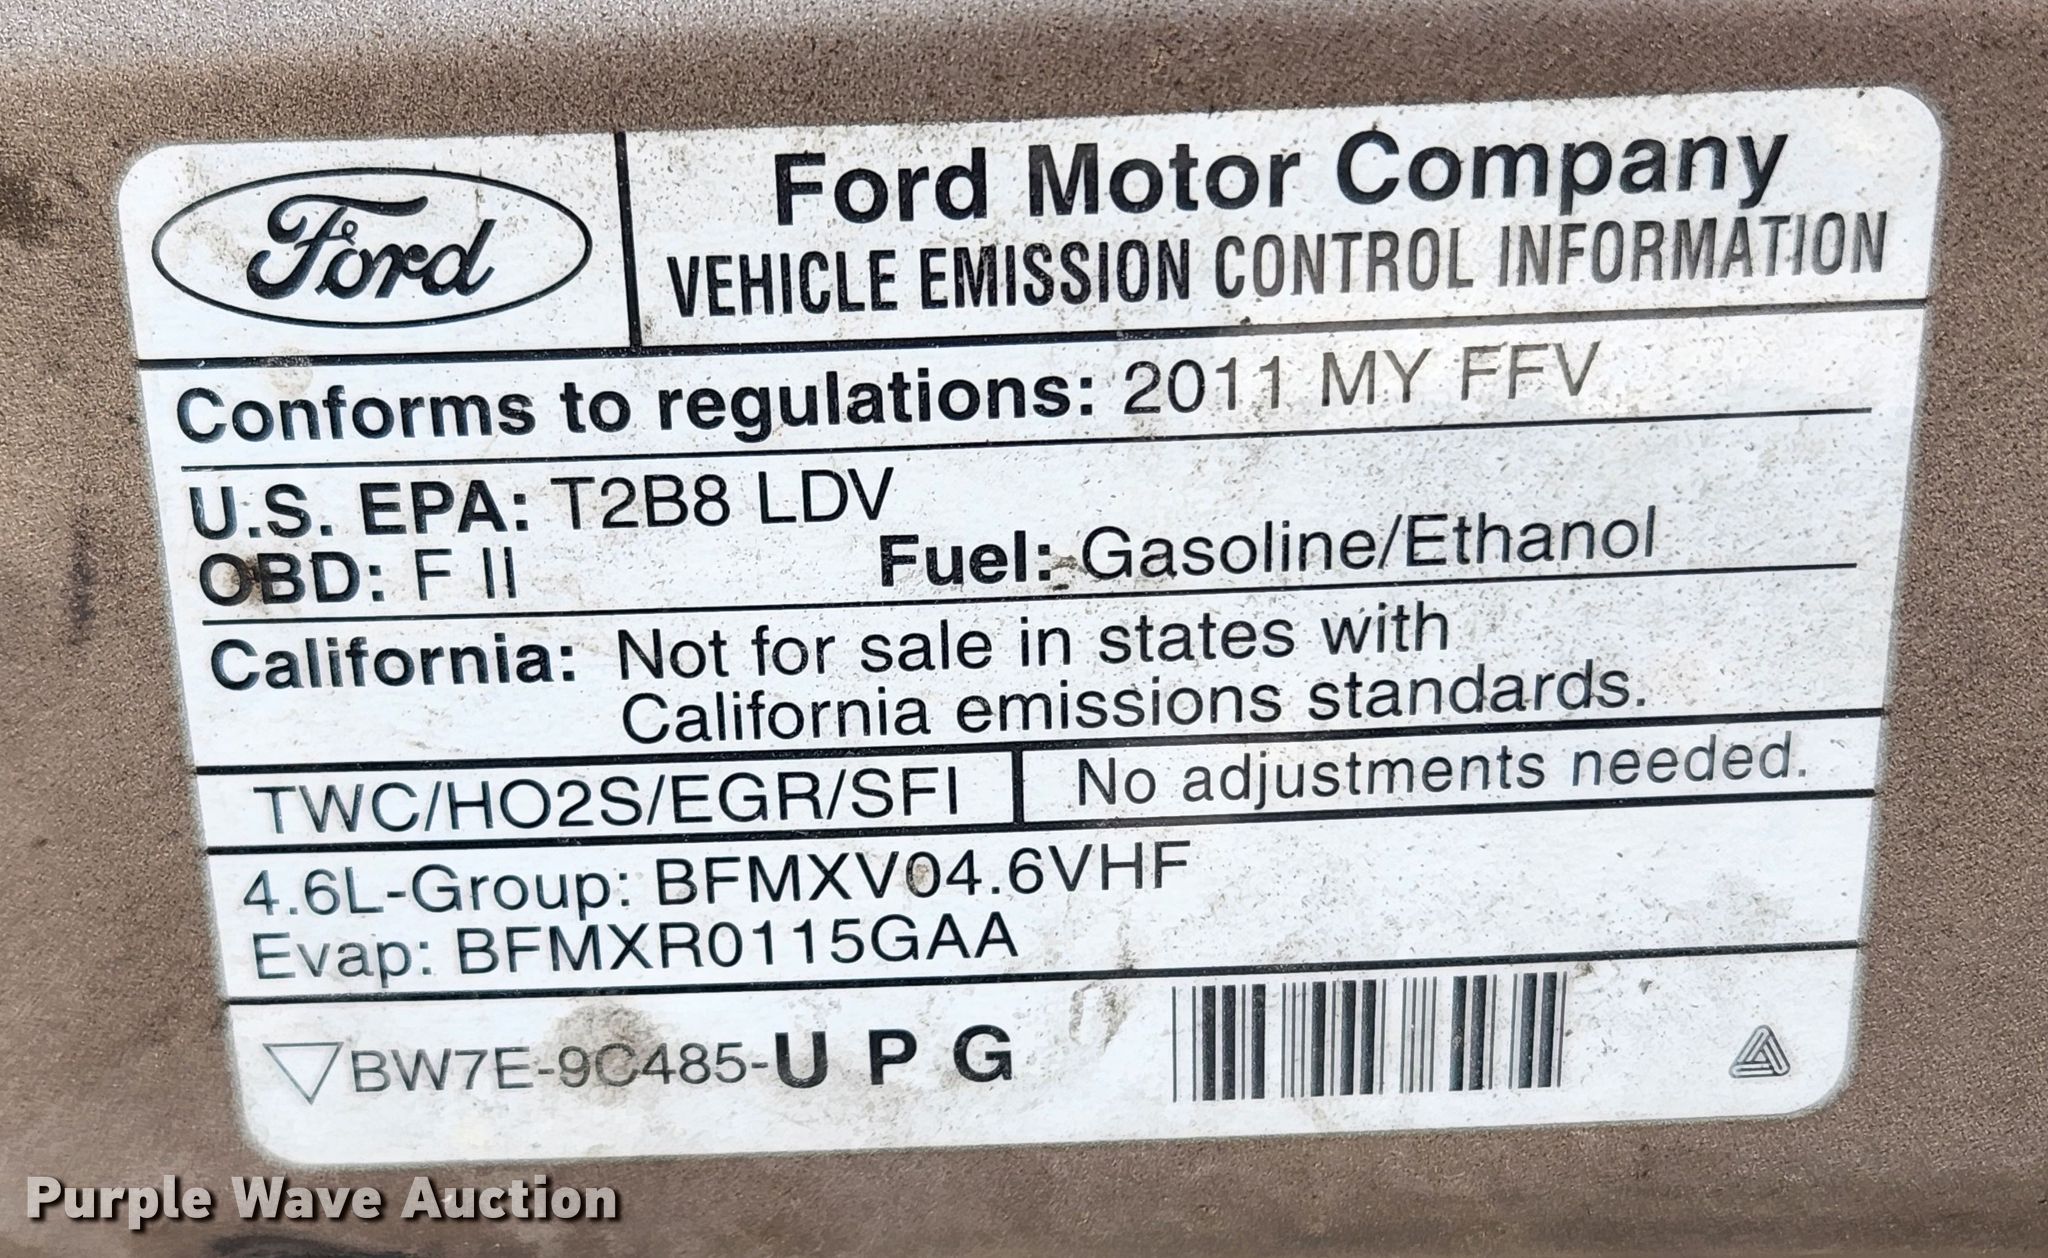 Ford
Ford Motor Company
VEHICLE EMISSION CONTROL INFORMATION
Conforms to regulations: 2011 MY FFV
U.S. EPA: T2B8 LDV
OBD: F II
Fuel: Gasoline/Ethanol
California: Not for sale in states with
California emissions standards.
TWC/HO2S/EGR/SFI
No adjustments needed.
4.6L-Group: BFMXV04.6VHF
Evap: BFMXR0115GAA
BW7E-9C485-U P G
Purple Wave Auction